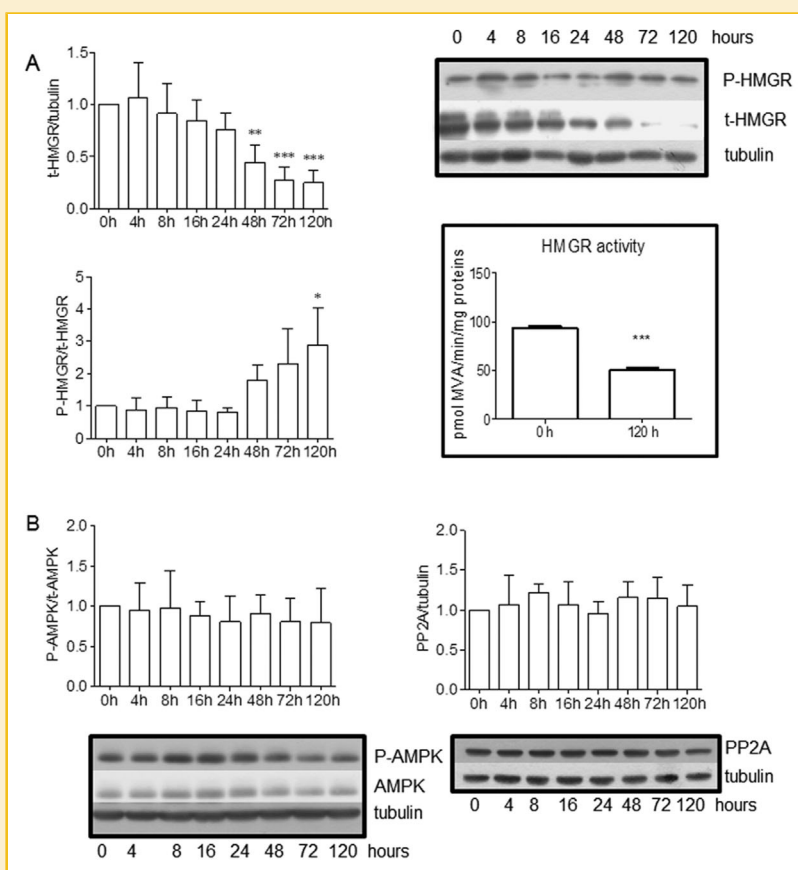 A
t-HMGR/tubulin
1.5
1.0
0.5
0.0
** *** ***
0h 4h 8h 16h 24h 48h 72h 120h
0 4 8 16 24 48 72 120 hours
P-HMGR
t-HMGR
tubulin
P-HMGR/t-HMGR
5
4
3
2
1
0
*
0h 4h 8h 16h 24h 48h 72h 120h
HMGR activity
pmol MVA/min/mg proteins
150
100
50
0
***
0h 120 h
B
P-AMPK/t-AMPK
2.0
1.5
1.0
0.5
0.0
0h 4h 8h 16h 24h 48h 72h 120h
PP2A/tubulin
2.0
1.5
1.0
0.5
0.0
0h 4h 8h 16h 24h 48h 72h 120h
P-AMPK
AMPK
tubulin
0 4 8 16 24 48 72 120 hours
PP2A
tubulin
0 4 8 16 24 48 72 120 hours